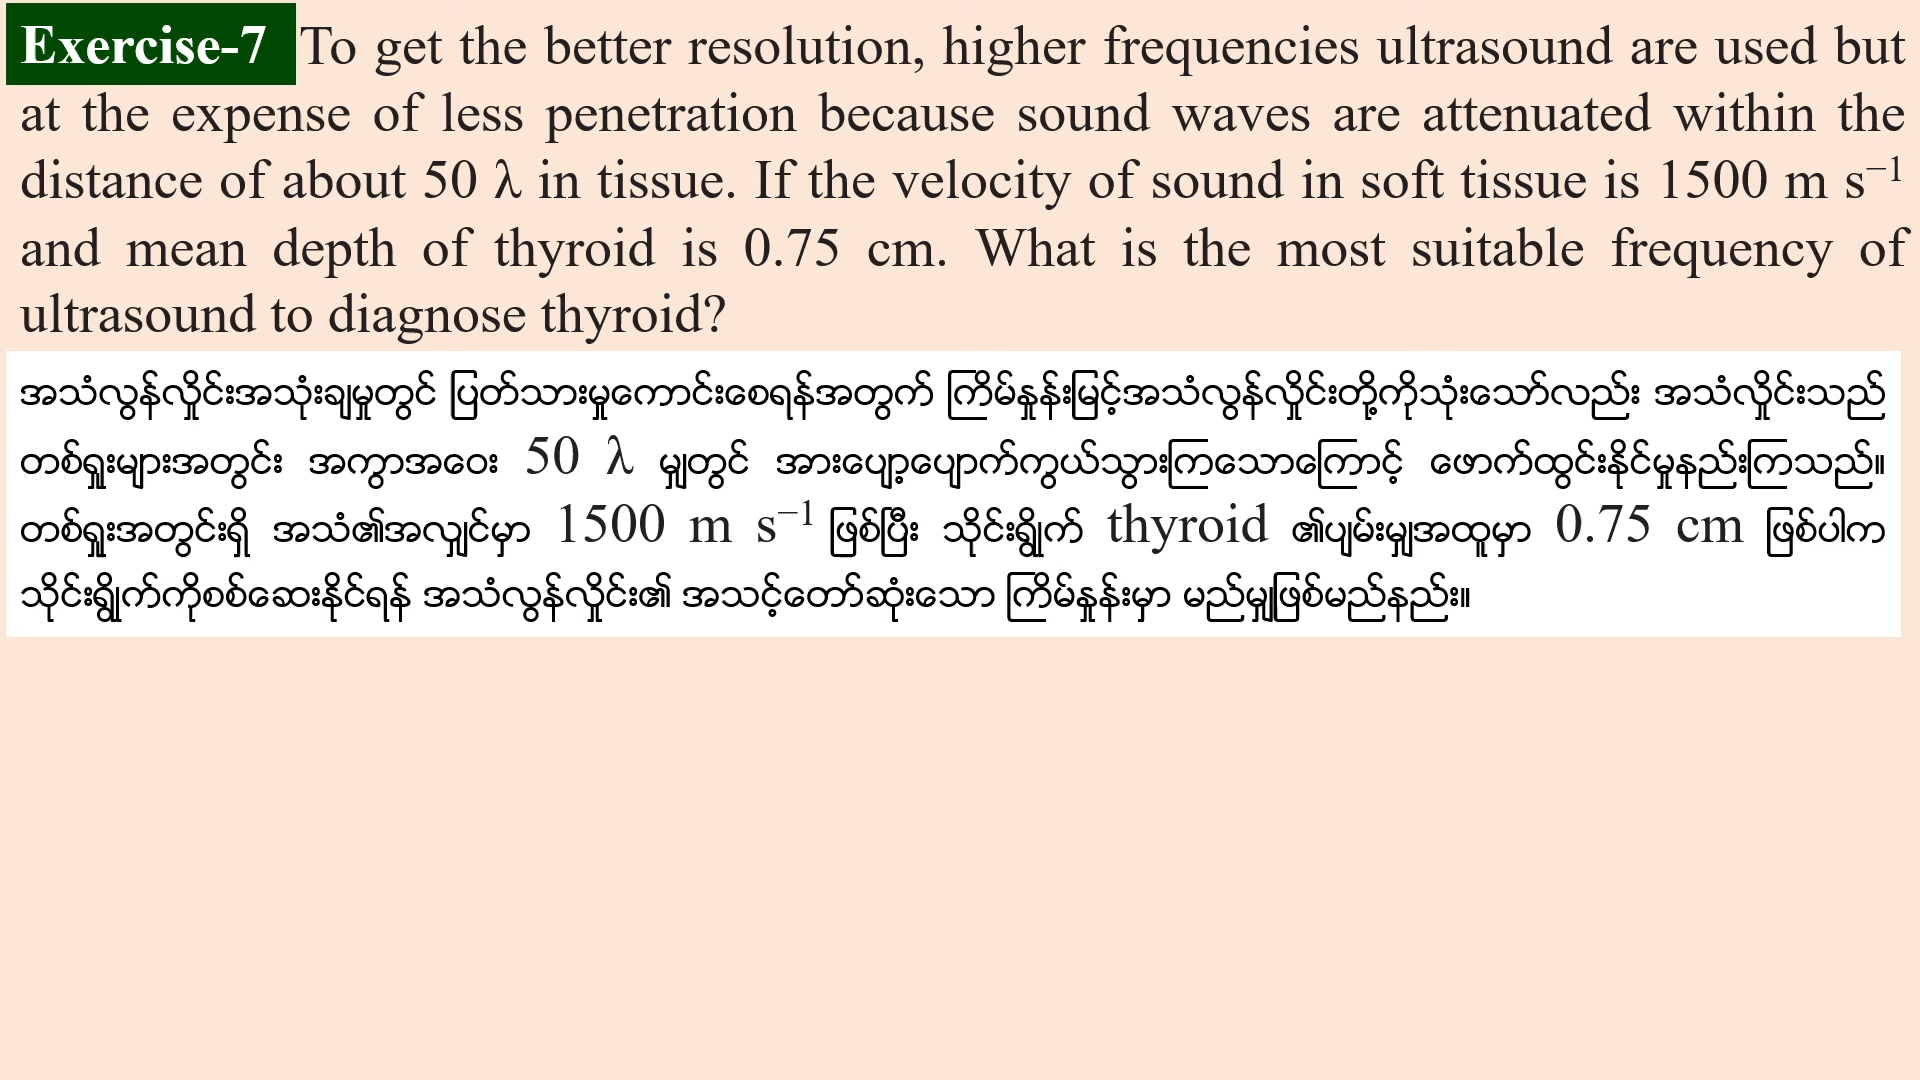 Exercise-7 To get the better resolution, higher frequencies ultrasound are used but
at the expense of less penetration because sound waves are attenuated within the
distance of about 50 λ in tissue. If the velocity of sound in soft tissue is 1500 m s⁻¹
and mean depth of thyroid is 0.75 cm. What is the most suitable frequency of
ultrasound to diagnose thyroid?
အသံလွန်လှိုင်းအသုံးချမှုတွင် ပြတ်သားမှုကောင်းစေရန်အတွက် ကြိမ်နှုန်းမြင့်အသံလွန်လှိုင်းတို့ကိုသုံးသော်လည်း အသံလှိုင်းသည်
တစ်ရှူးများအတွင်း အကွာအဝေး 50 λ မျှတွင် အားပျော့ပျောက်ကွယ်သွားကြသောကြောင့် ဖောက်ထွင်းနိုင်မှုနည်းကြသည်။
တစ်ရှူးအတွင်းရှိ အသံ၏အလျှင်မှာ 1500 m s⁻¹ ဖြစ်ပြီး သိုင်းရွိုက် thyroid ၏ပျမ်းမျှအထူမှာ 0.75 cm ဖြစ်ပါက
သိုင်းရွိုက်ကိုစစ်ဆေးနိုင်ရန် အသံလွန်လှိုင်း၏ အသင့်တော်ဆုံးသော ကြိမ်နှုန်းမှာ မည်မျှဖြစ်မည်နည်း။